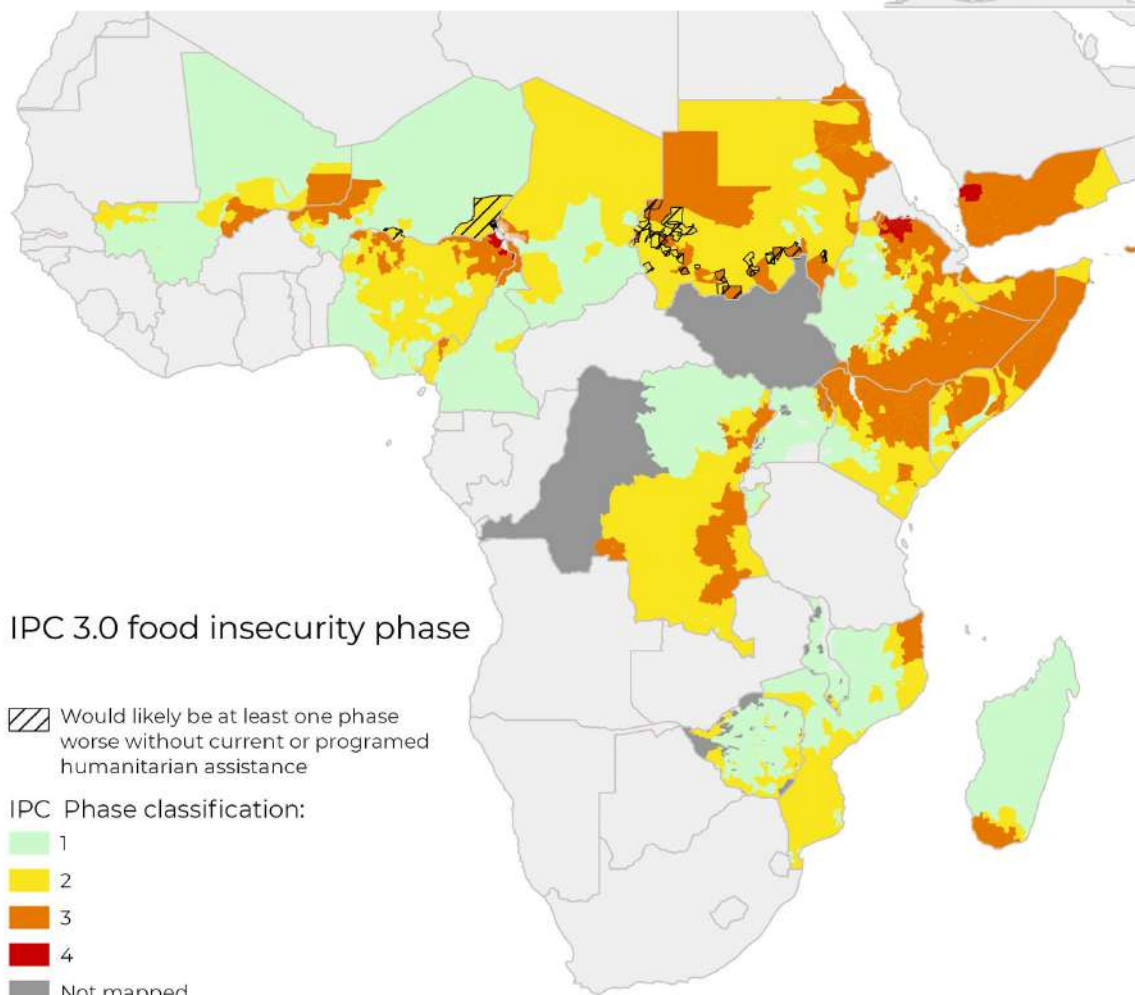 IPC 3.0 food insecurity phase
Would likely be at least one phase
worse without current or programed
humanitarian assistance
IPC Phase classification:
1
2
3
4
Not mapped